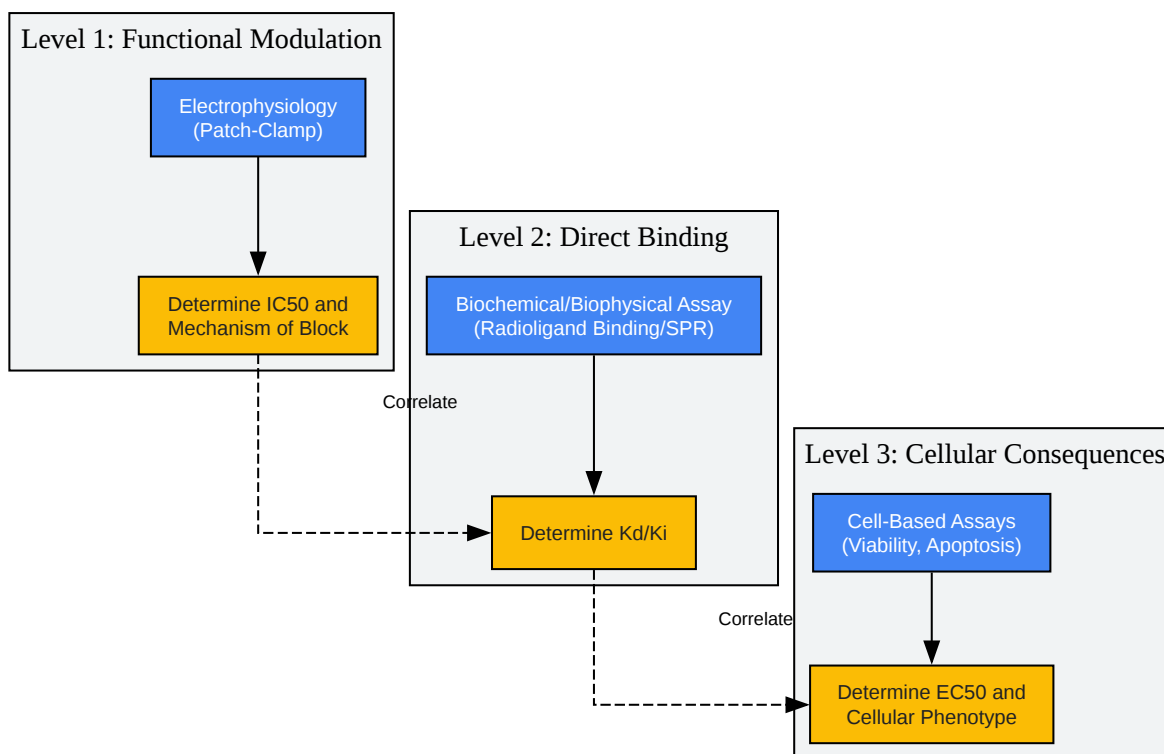 Level 1: Functional Modulation
Electrophysiology
(Patch-Clamp)
Determine IC50 and
Mechanism of Block
Correlate
Level 2: Direct Binding
Biochemical/Biophysical Assay
(Radioligand Binding/SPR)
Determine Kd/Ki
Correlate
Level 3: Cellular Consequences
Cell-Based Assays
(Viability, Apoptosis)
Determine EC50 and
Cellular Phenotype